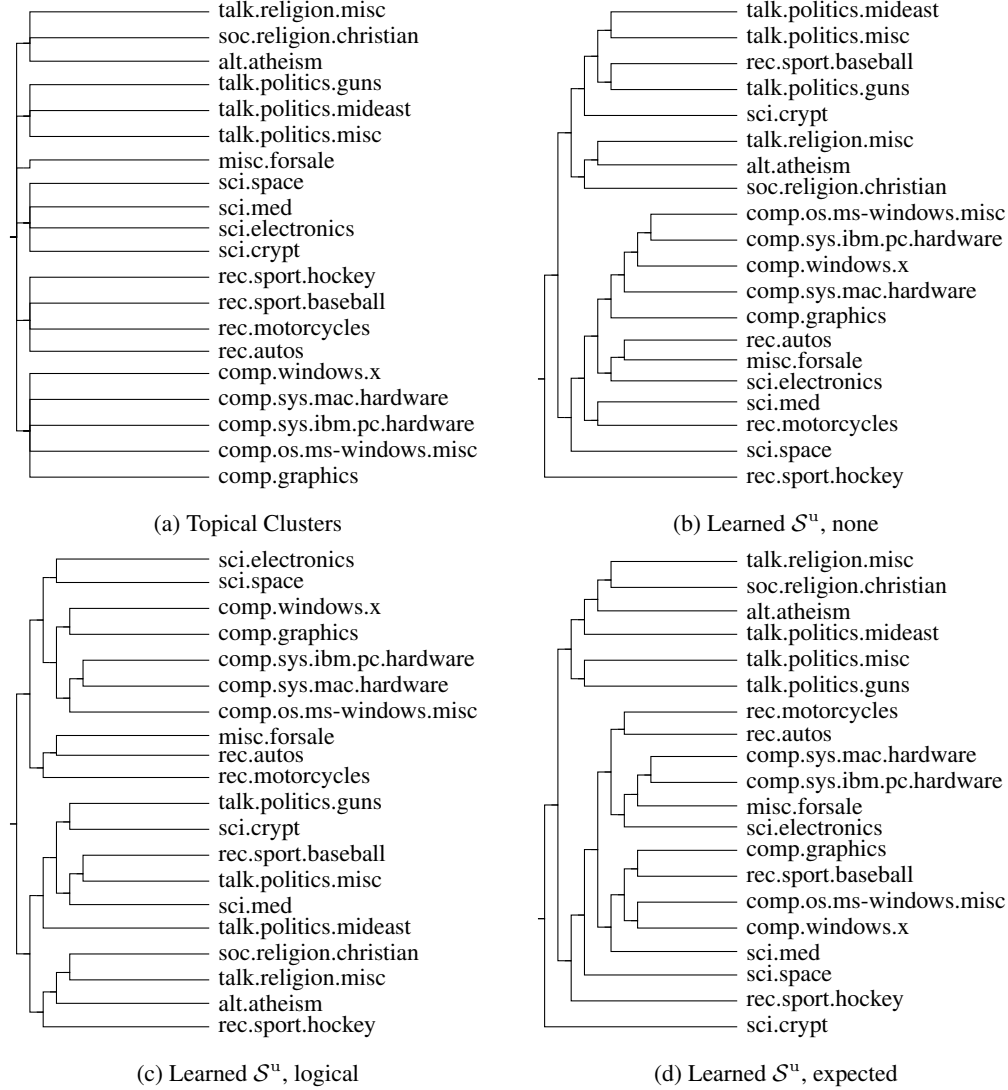 talk.religion.misc
soc.religion.christian
alt.atheism
talk.politics.guns
talk.politics.mideast
talk.politics.misc
misc.forsale
sci.space
sci.med
sci.electronics
sci.crypt
rec.sport.hockey
rec.sport.baseball
rec.motorcycles
rec.autos
comp.windows.x
comp.sys.mac.hardware
comp.sys.ibm.pc.hardware
comp.os.ms-windows.misc
comp.graphics
(a) Topical Clusters
talk.politics.mideast
talk.politics.misc
rec.sport.baseball
talk.politics.guns
sci.crypt
talk.religion.misc
alt.atheism
soc.religion.christian
comp.os.ms-windows.misc
comp.sys.ibm.pc.hardware
comp.windows.x
comp.sys.mac.hardware
comp.graphics
rec.autos
misc.forsale
sci.electronics
sci.med
rec.motorcycles
sci.space
rec.sport.hockey
(b) Learned 𝒮ᵘ, none
sci.electronics
sci.space
comp.windows.x
comp.graphics
comp.sys.ibm.pc.hardware
comp.sys.mac.hardware
comp.os.ms-windows.misc
misc.forsale
rec.autos
rec.motorcycles
talk.politics.guns
sci.crypt
rec.sport.baseball
talk.politics.misc
sci.med
talk.politics.mideast
soc.religion.christian
talk.religion.misc
alt.atheism
rec.sport.hockey
(c) Learned 𝒮ᵘ, logical
talk.religion.misc
soc.religion.christian
alt.atheism
talk.politics.mideast
talk.politics.misc
talk.politics.guns
rec.motorcycles
rec.autos
comp.sys.mac.hardware
comp.sys.ibm.pc.hardware
misc.forsale
sci.electronics
comp.graphics
rec.sport.baseball
comp.os.ms-windows.misc
comp.windows.x
sci.med
sci.space
rec.sport.hockey
sci.crypt
(d) Learned 𝒮ᵘ, expected